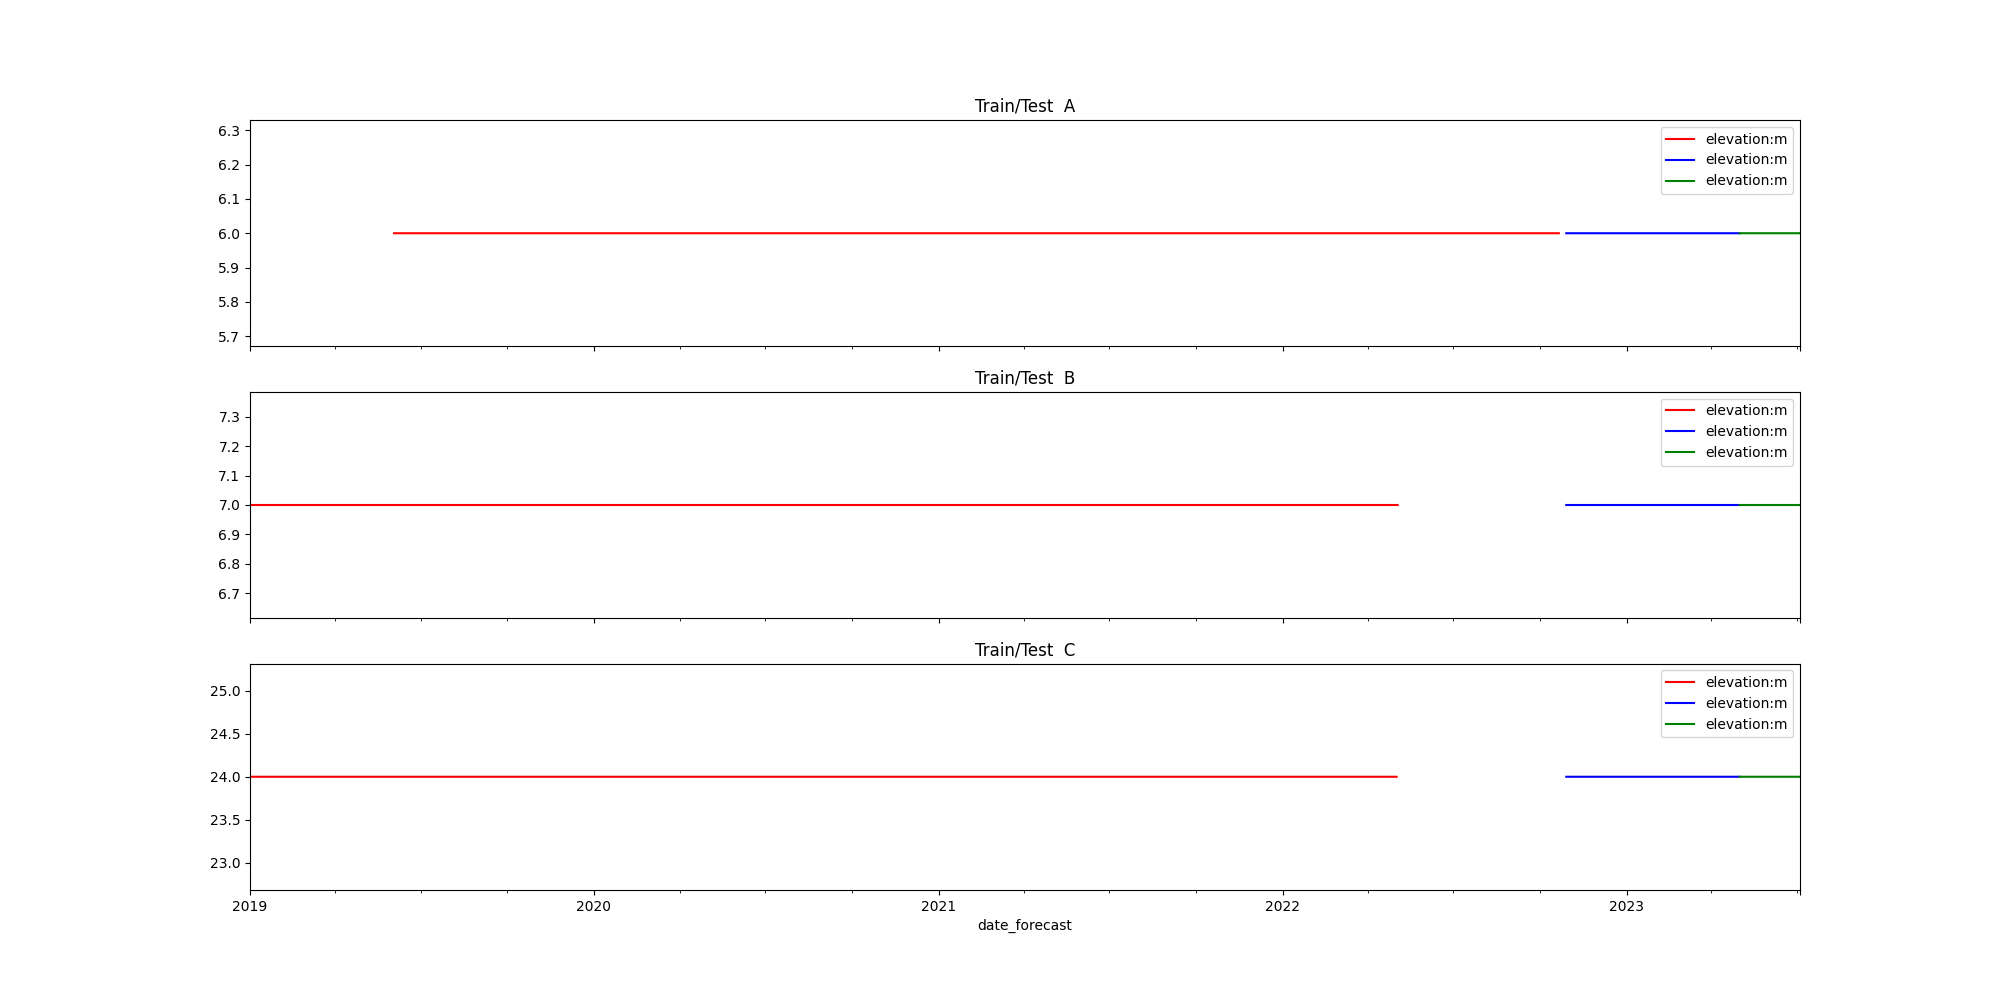 Train/Test  A
6.3
6.2
6.1
6.0
5.9
5.8
5.7
elevation:m
elevation:m
elevation:m
Train/Test  B
7.3
7.2
7.1
7.0
6.9
6.8
6.7
elevation:m
elevation:m
elevation:m
Train/Test  C
25.0
24.5
24.0
23.5
23.0
elevation:m
elevation:m
elevation:m
2019 2020 2021 2022 2023
date_forecast